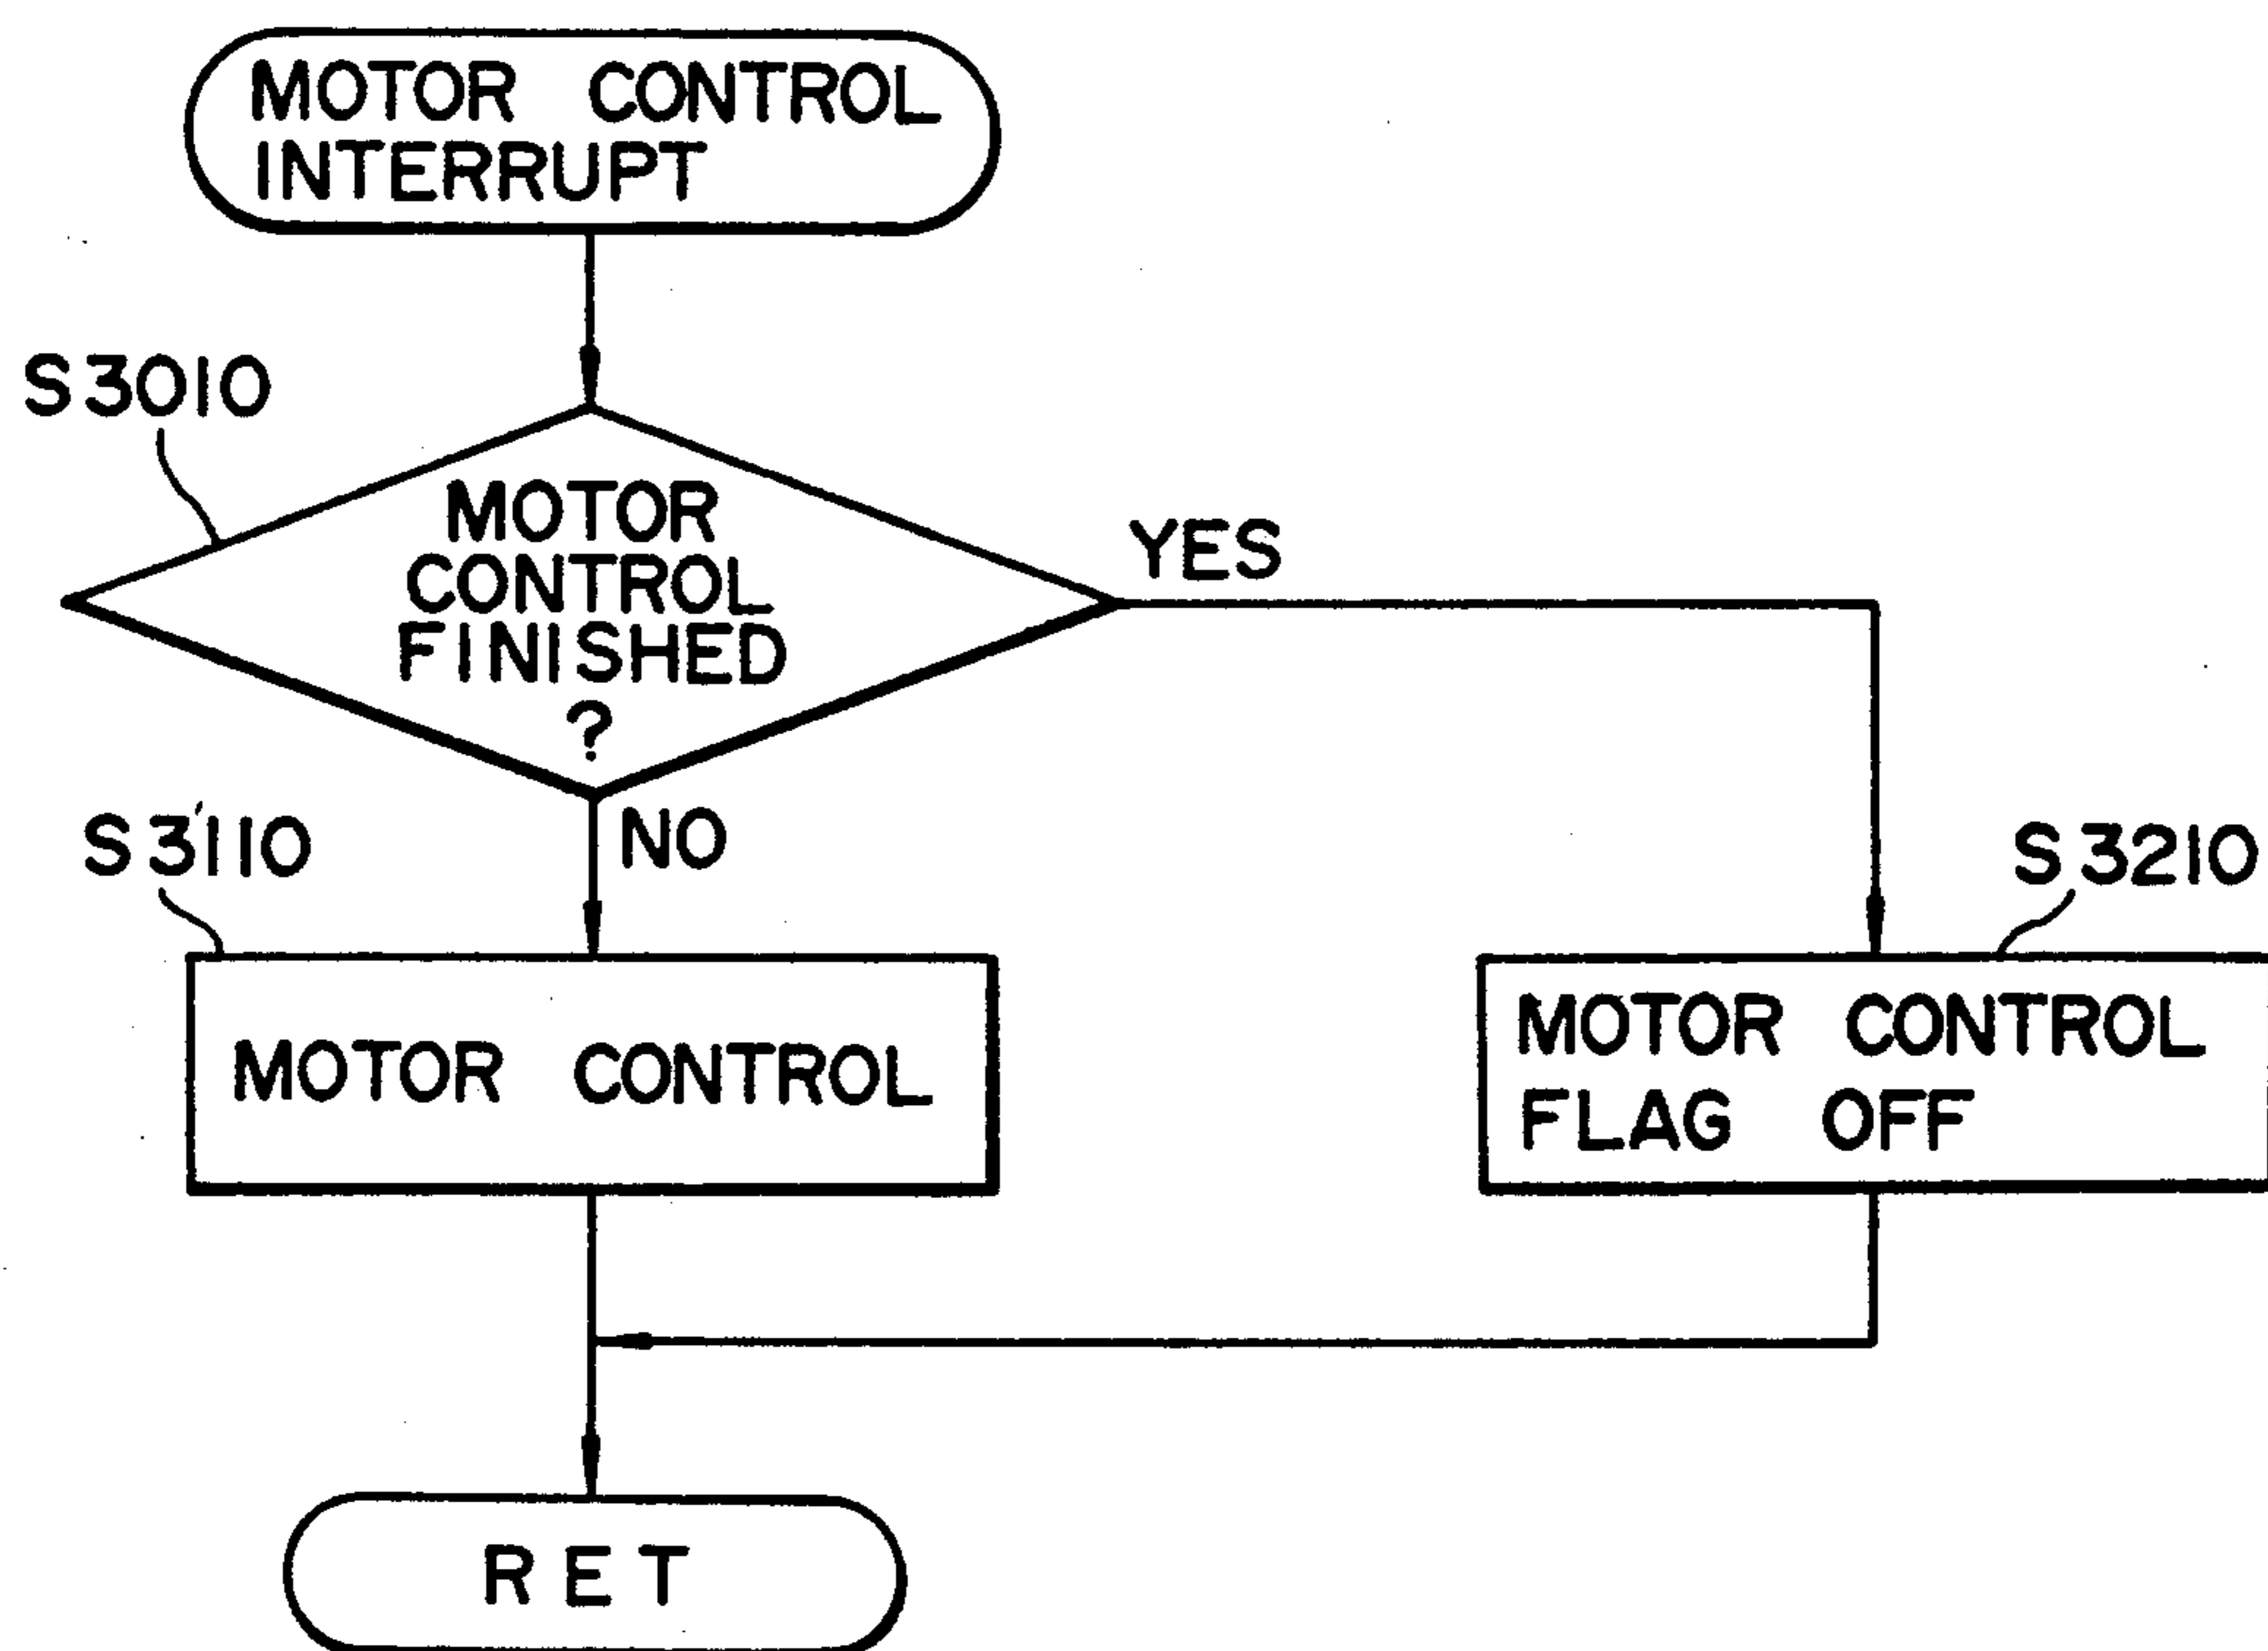 MOTOR CONTROL
INTERRUPT
S3010
MOTOR
CONTROL
FINISHED
?
YES
NO
S3110
S3210
MOTOR CONTROL
MOTOR CONTROL
FLAG OFF
RET